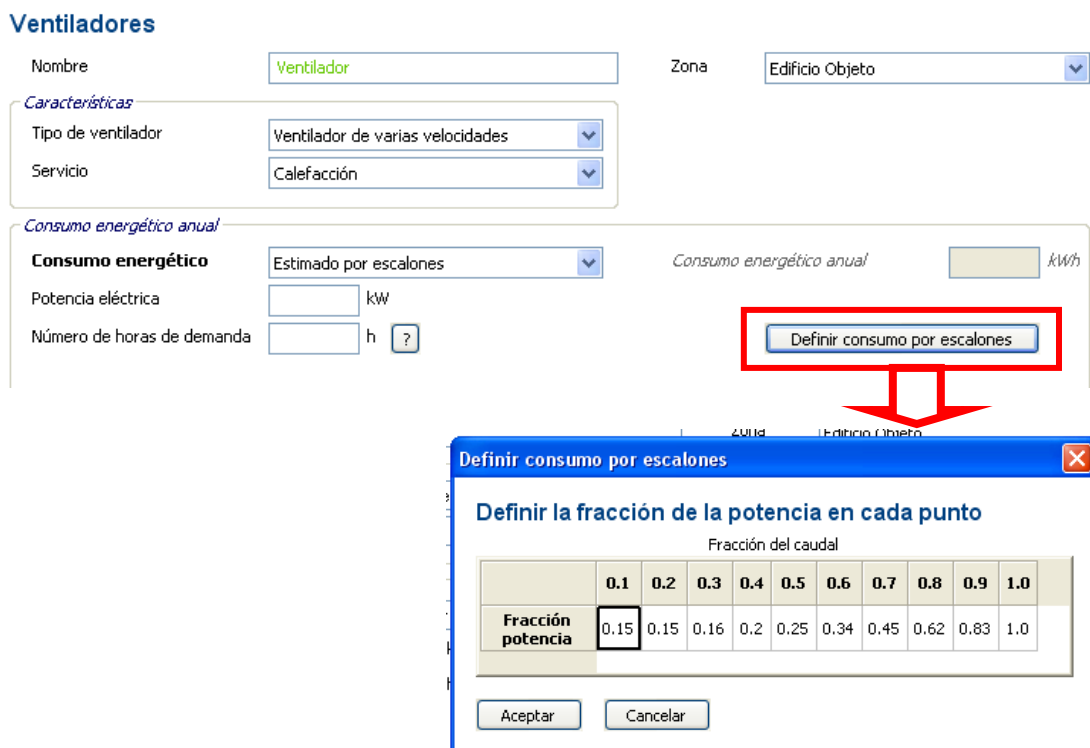 Ventiladores
Nombre Ventilador Zona Edificio Objeto
Características
Tipo de ventilador Ventilador de varias velocidades
Servicio Calefacción
Consumo energético anual
Consumo energético Estimado por escalones Consumo energético anual kWh
Potencia eléctrica kW
Número de horas de demanda h ? Definir consumo por escalones
Zona Edificio Objeto
Definir consumo por escalones
Definir la fracción de la potencia en cada punto
Fracción del caudal
0.1 0.2 0.3 0.4 0.5 0.6 0.7 0.8 0.9 1.0
Fracción
potencia 0.15 0.15 0.16 0.2 0.25 0.34 0.45 0.62 0.83 1.0
Aceptar Cancelar